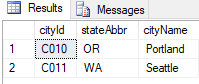 Results Messages
cityId stateAbbr cityName
1 C010 OR Portland
2 C011 WA Seattle